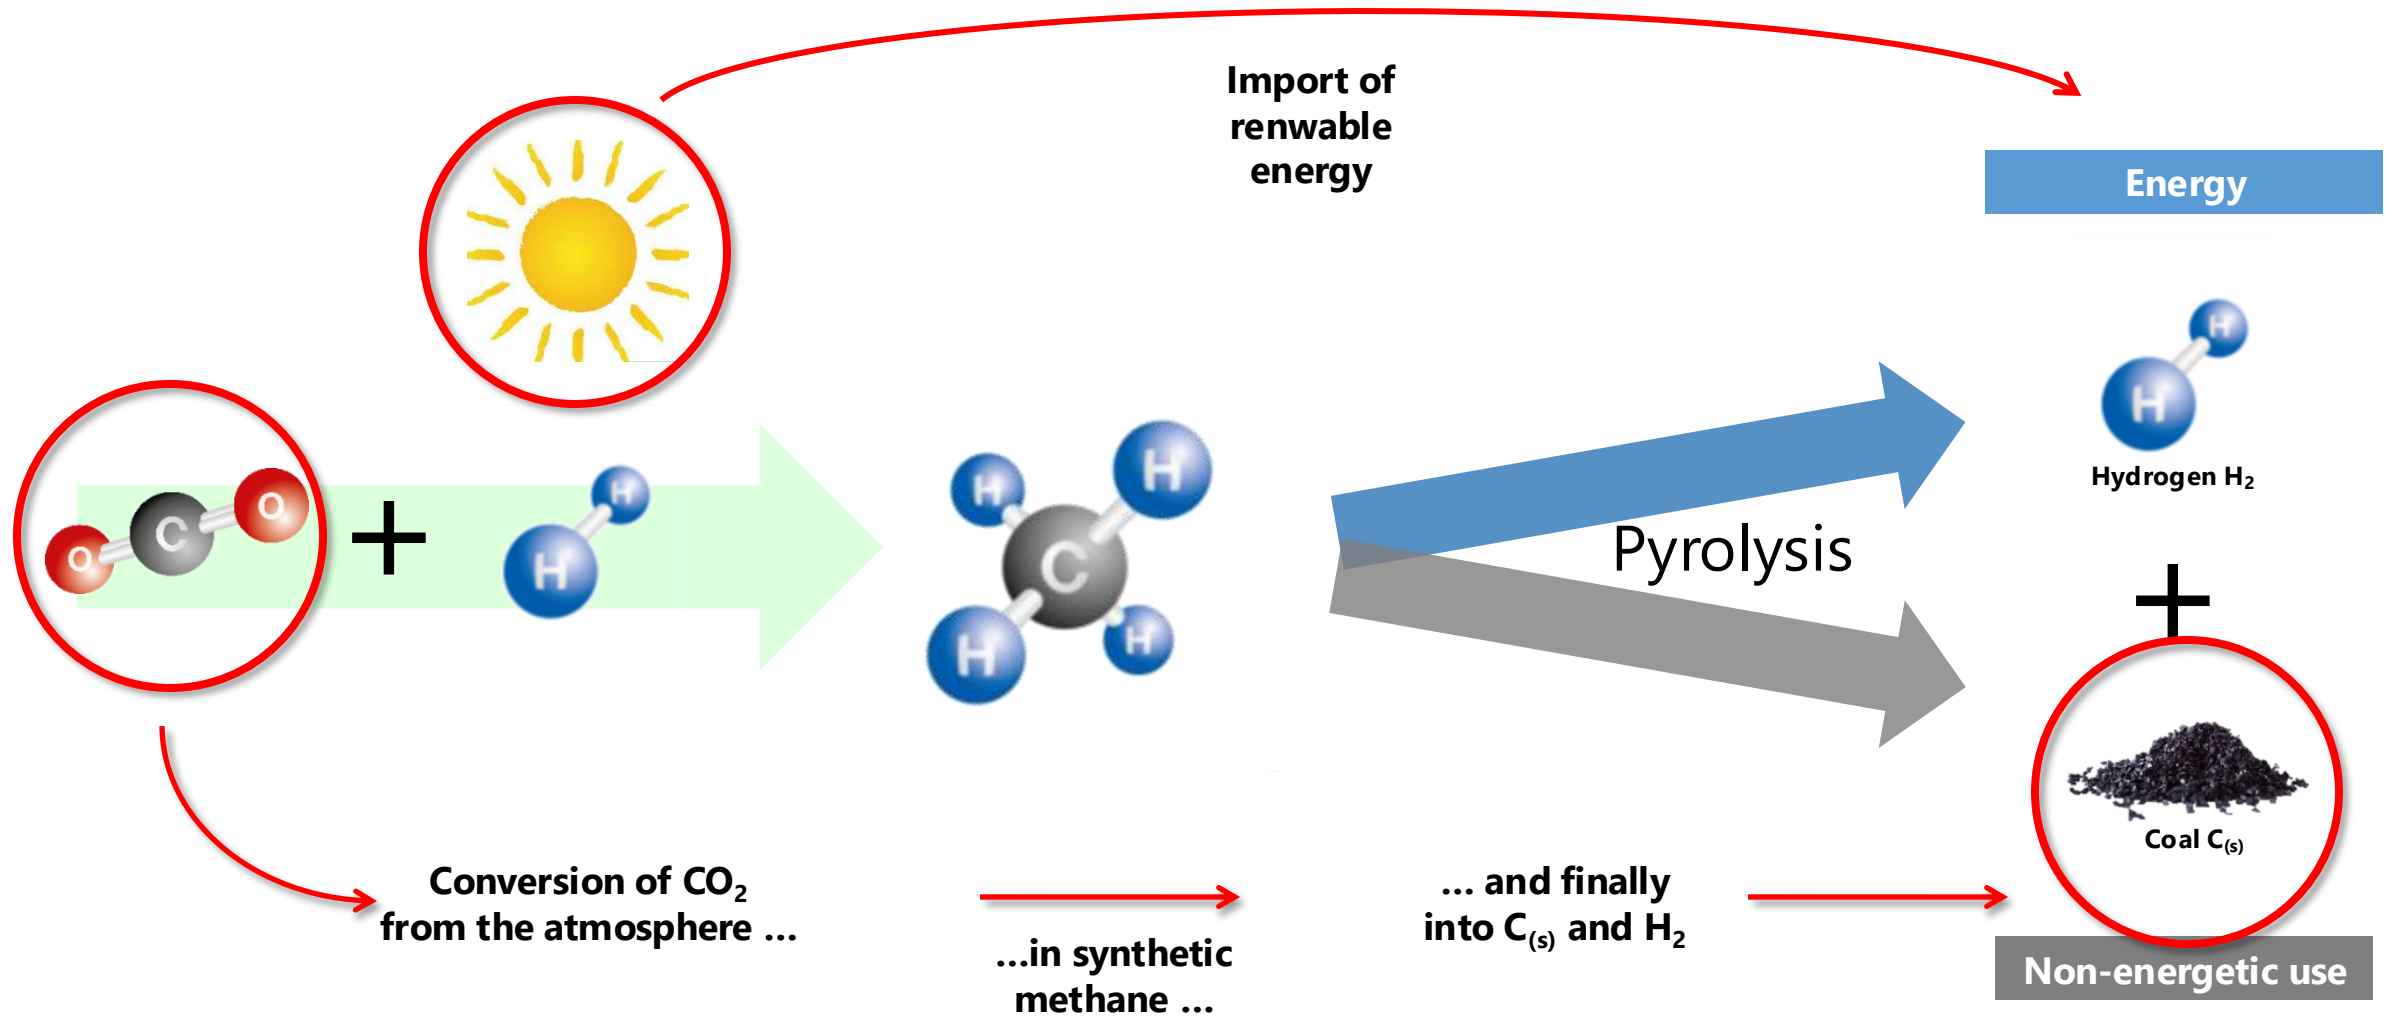 Import of
renwable
energy
Energy
O
C
O
+
H
H
H
H
C
H
H
Pyrolysis
H
H
Hydrogen H₂
+
Coal C₍s₎
Non-energetic use
Conversion of CO₂
from the atmosphere ...
...in synthetic
methane ...
... and finally
into C₍s₎ and H₂